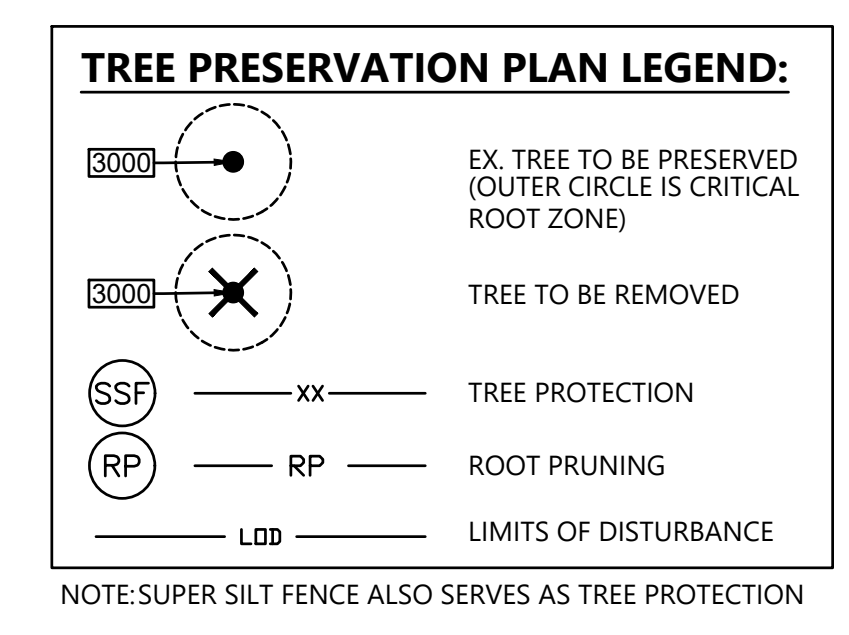 TREE PRESERVATION PLAN LEGEND:
3000
EX. TREE TO BE PRESERVED
(OUTER CIRCLE IS CRITICAL
ROOT ZONE)
3000
TREE TO BE REMOVED
SSF XX TREE PROTECTION
RP RP ROOT PRUNING
LOD LIMITS OF DISTURBANCE
NOTE: SUPER SILT FENCE ALSO SERVES AS TREE PROTECTION